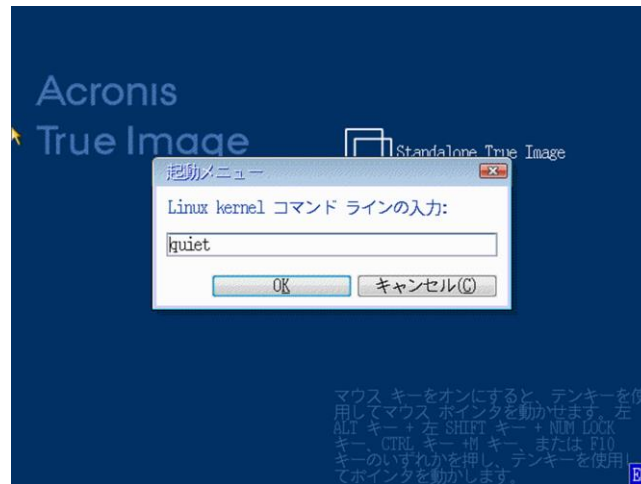 Acronis
True Image
Standalone True Image
起動メニュー
Linux kernel コマンド ラインの入力:
quiet
OK
キャンセル(C)
マウス キーをオンにすると、テンキーを使
用してマウス ポインタを動かせます。左
ALT キー + 左 SHIFT キー + NUM LOCK
キー、CTRL キー +M キー、または F10
キーのいずれかを押し、テンキーを使用し
てポインタを動かします。
E